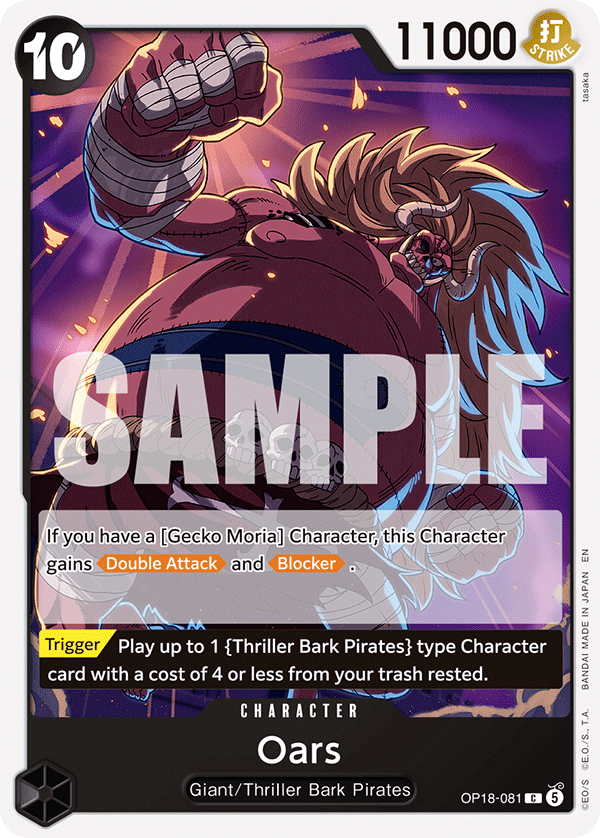 10
11000
打
STRIKE
tasaka
SAMPLE
If you have a [Gecko Moria] Character, this Character
gains Double Attack and Blocker .
Trigger Play up to 1 {Thriller Bark Pirates} type Character
card with a cost of 4 or less from your trash rested.
CHARACTER
Oars
Giant/Thriller Bark Pirates
OP18-081 C 5
©EO/S ©E.O./S., T.A. BANDAI MADE IN JAPAN EN